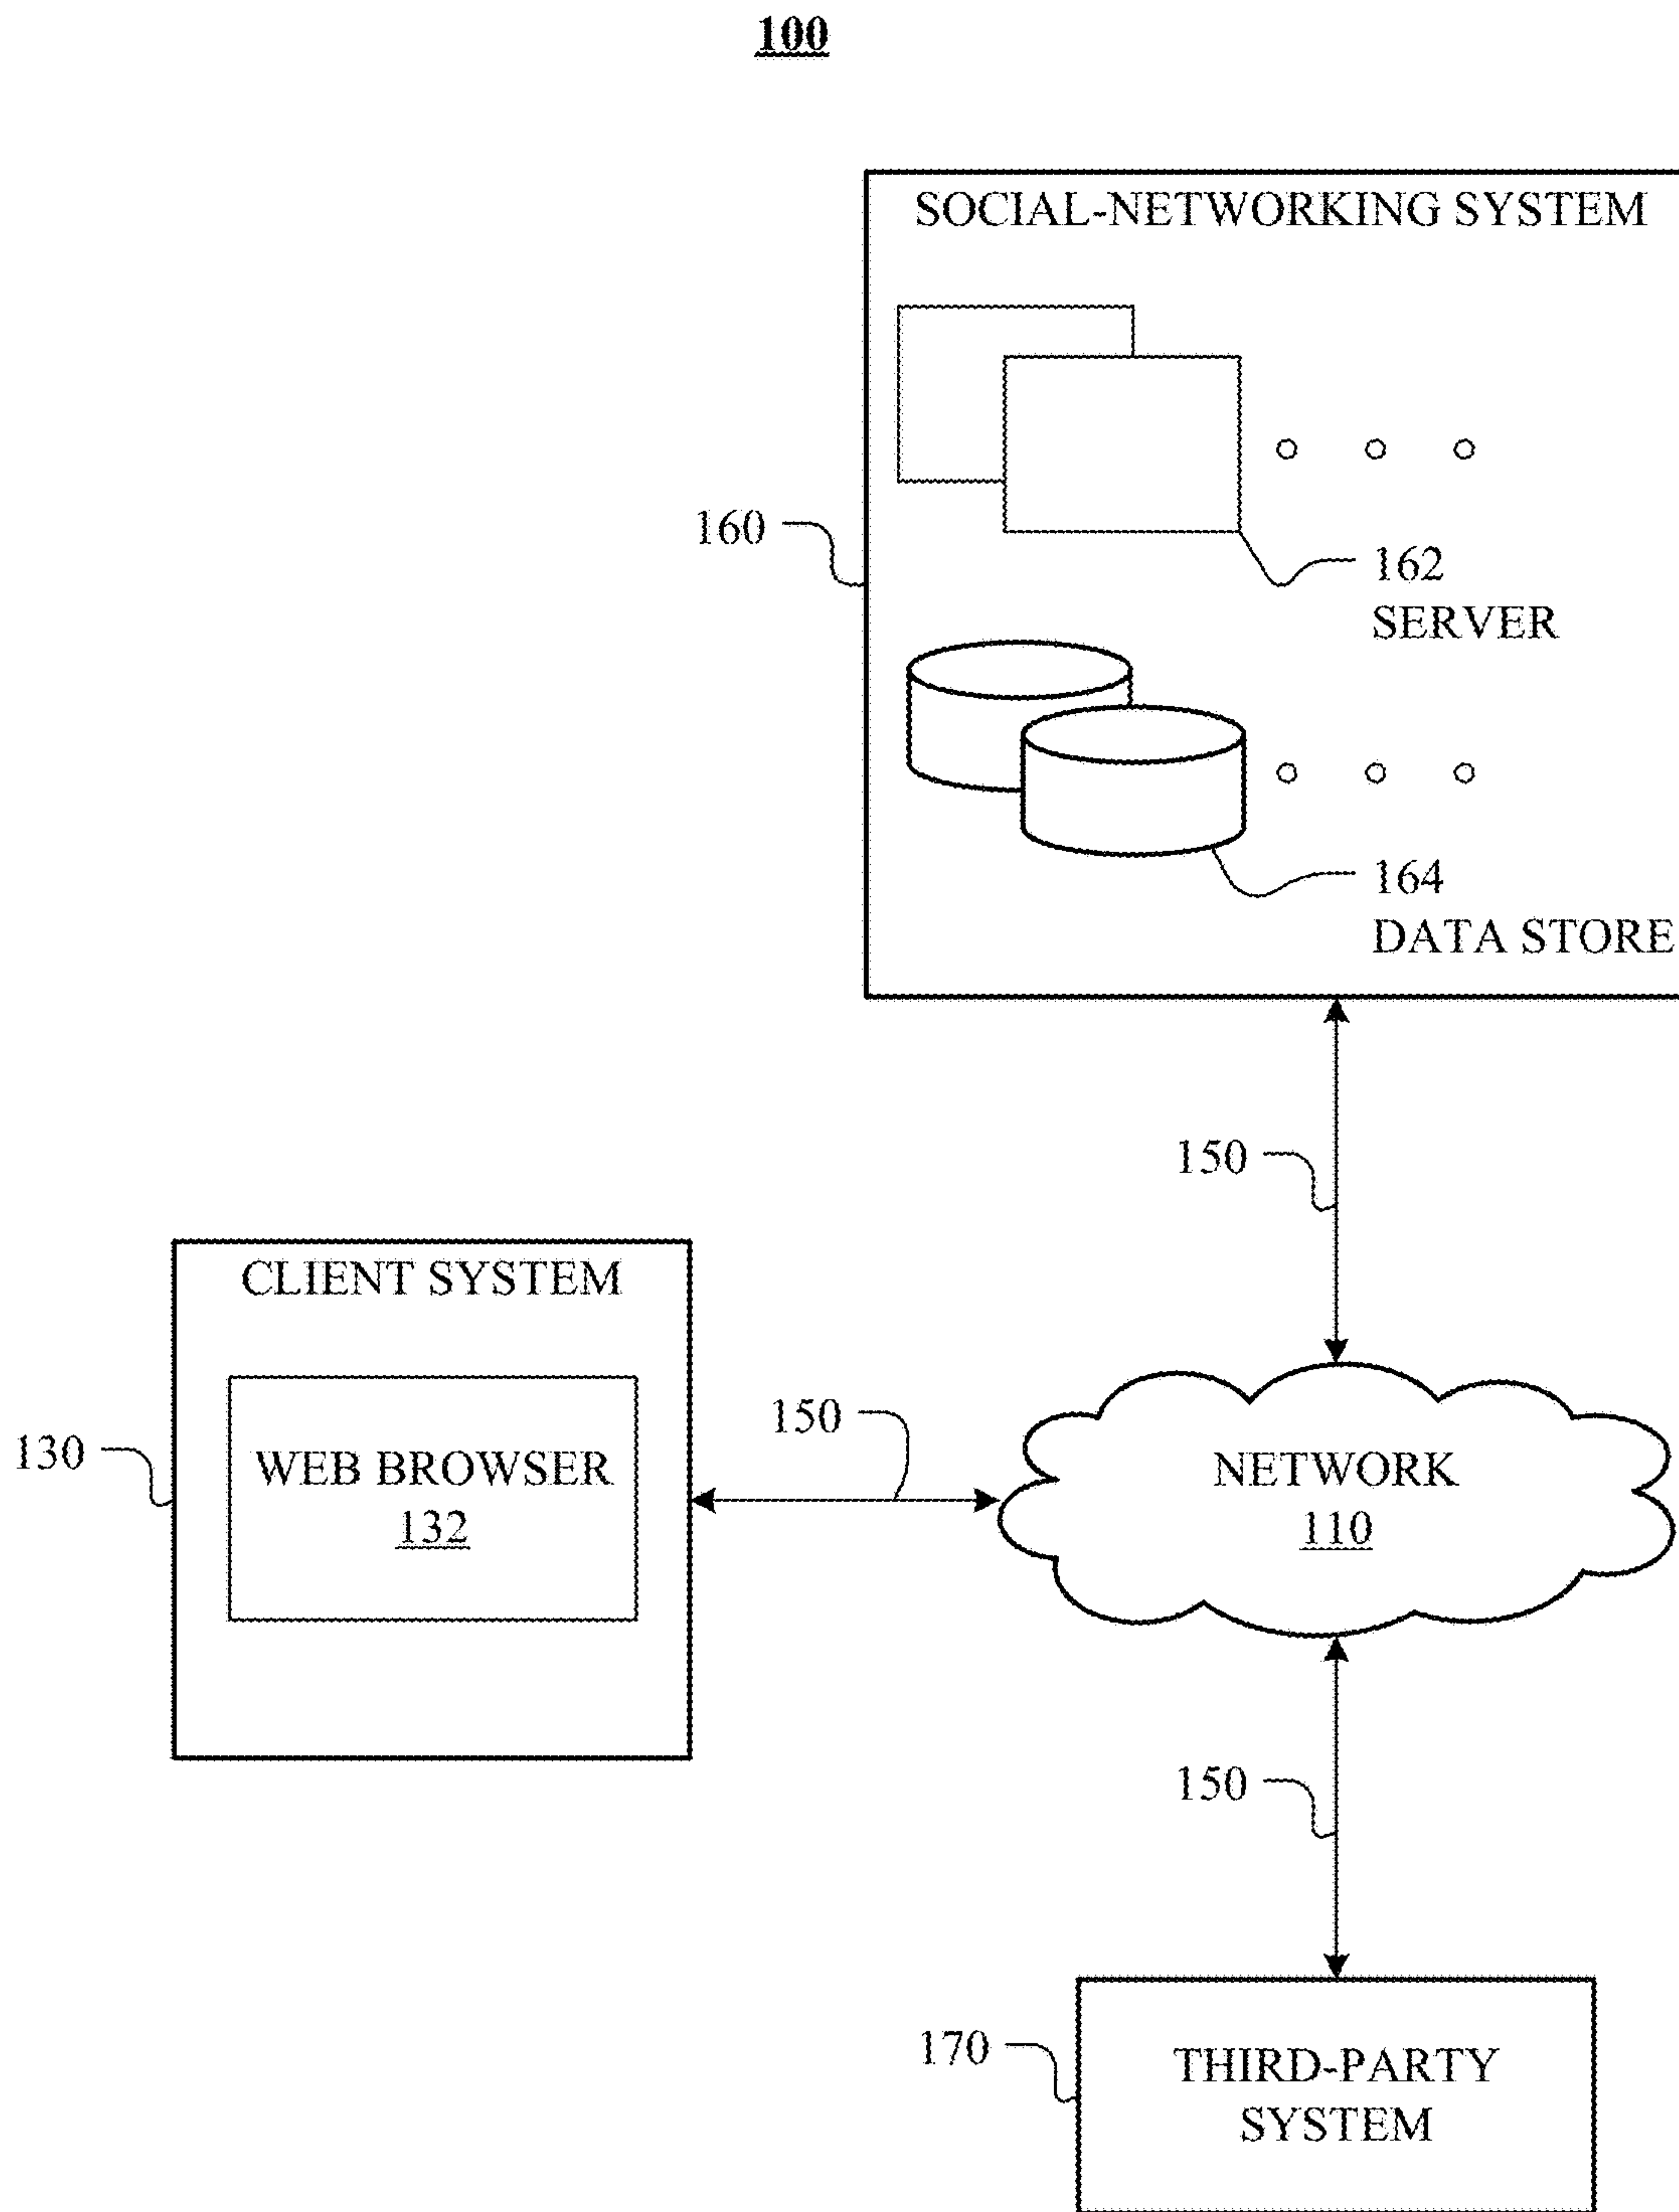 100
SOCIAL-NETWORKING SYSTEM
160
162
SERVER
164
DATA STORE
150
CLIENT SYSTEM
130
WEB BROWSER
132
150
NETWORK
110
150
170
THIRD-PARTY
SYSTEM